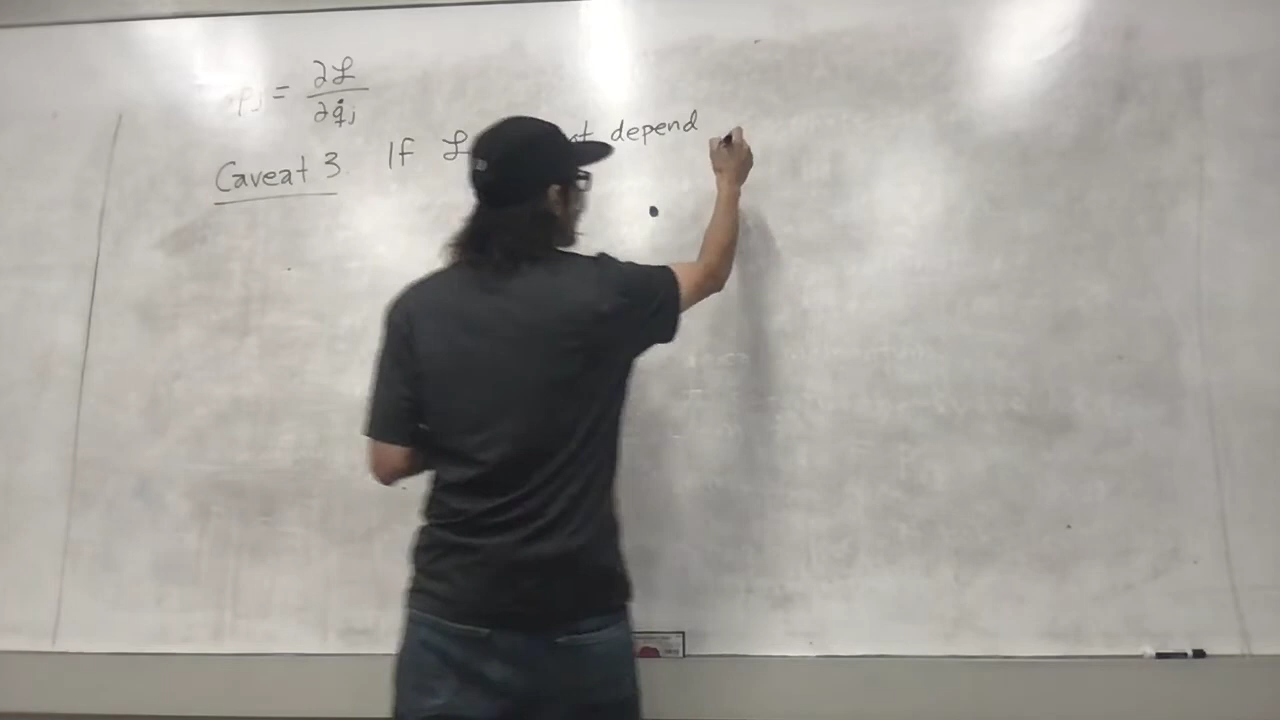 pj = ∂ℒ/∂q̇j
Caveat 3 If ℒ depend